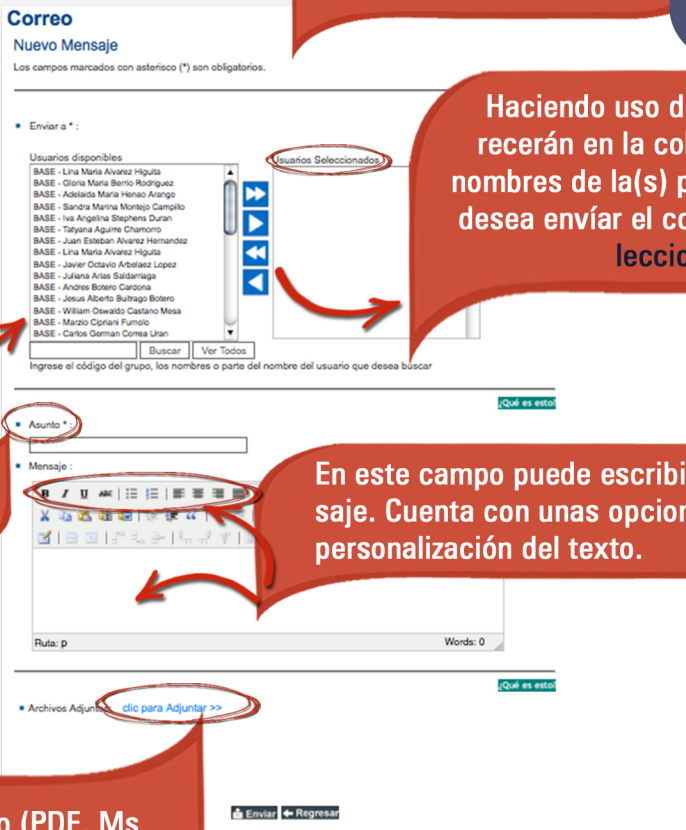 Correo
Nuevo Mensaje
Los campos marcados con asterisco (*) son obligatorios.
Enviar a * :
Usuarios disponibles
Usuarios Seleccionados
BASE - Lina Maria Alvarez Higuita
BASE - Gloria Maria Berrio Rodriguez
BASE - Adelaida Maria Henao Arango
BASE - Sandra Marina Montejo Campillo
BASE - Iva Angelina Stephens Duran
BASE - Tatyana Aguirre Chamorro
BASE - Juan Esteban Alvarez Hernandez
BASE - Lina Maria Alvarez Higuita
BASE - Javier Octavio Arbelaez Lopez
BASE - Juliana Arias Saldarriaga
BASE - Andres Botero Cardona
BASE - Jesus Alberto Buitrago Botero
BASE - William Oswaldo Castano Mesa
BASE - Marzio Cipriani Fumolo
BASE - Carlos German Correa Uran
Buscar Ver Todos
Ingrese el código del grupo, los nombres o parte del nombre del usuario que desea buscar
Haciendo uso d
recerán en la co
nombres de la(s) p
desea envíar el co
leccio
¿Qué es esto?
Asunto * :
Mensaje :
B I U ABC
En este campo puede escribi
saje. Cuenta con unas opcion
personalización del texto.
Ruta: p
Words: 0
¿Qué es esto?
Archivos Adjun
clic para Adjuntar >>
o (PDF, Ms
Enviar Regresar